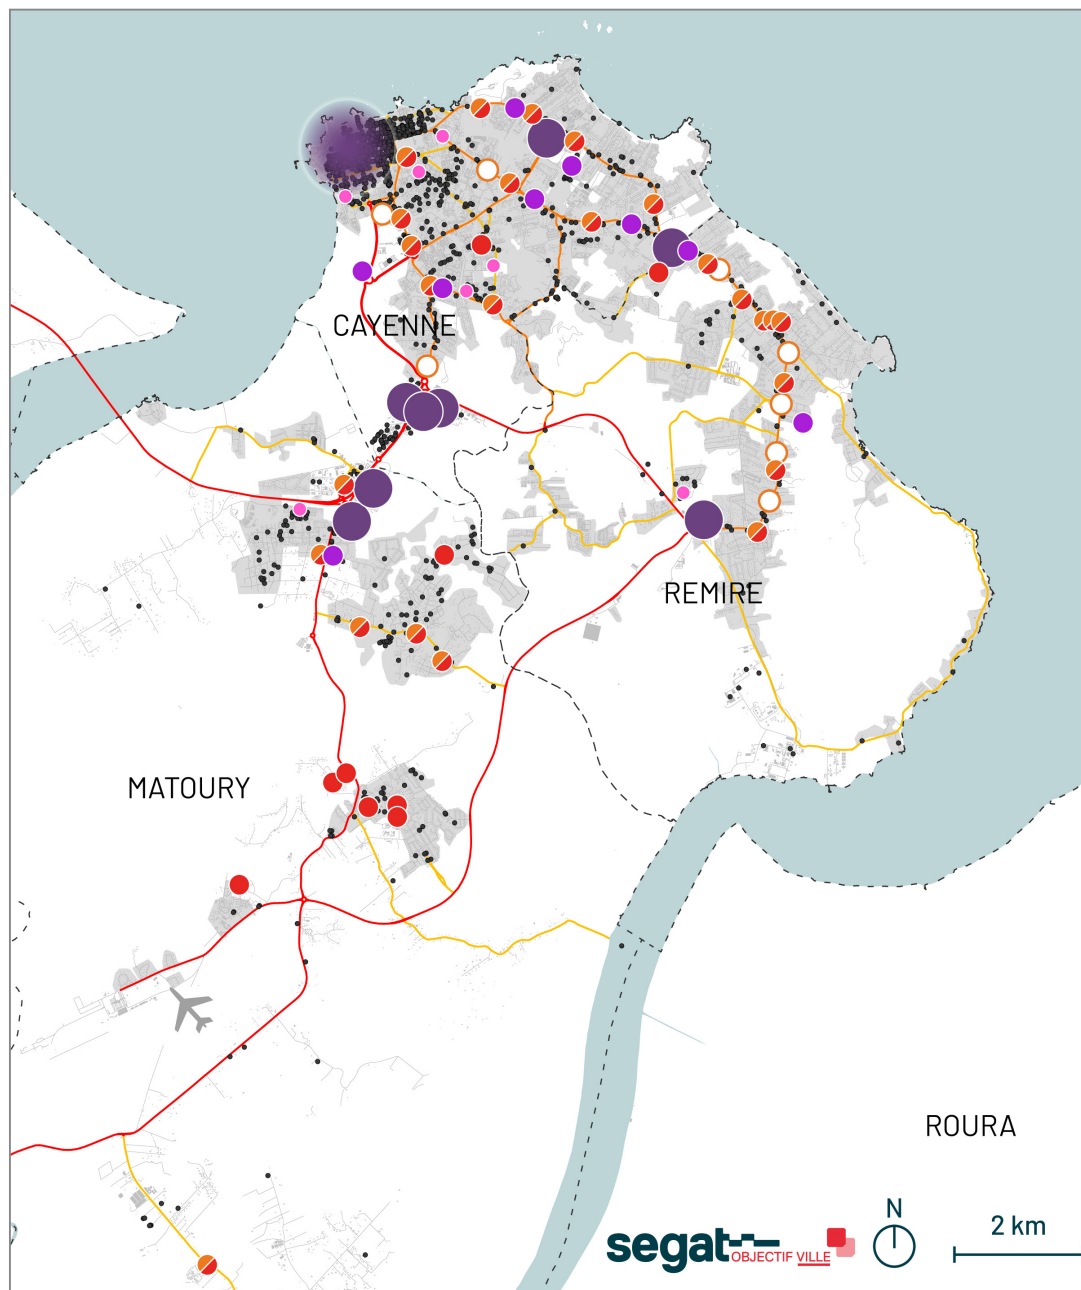 CAYENNE
REMIRE
MATOURY
ROURA
N
2 km
segat
OBJECTIF VILLE